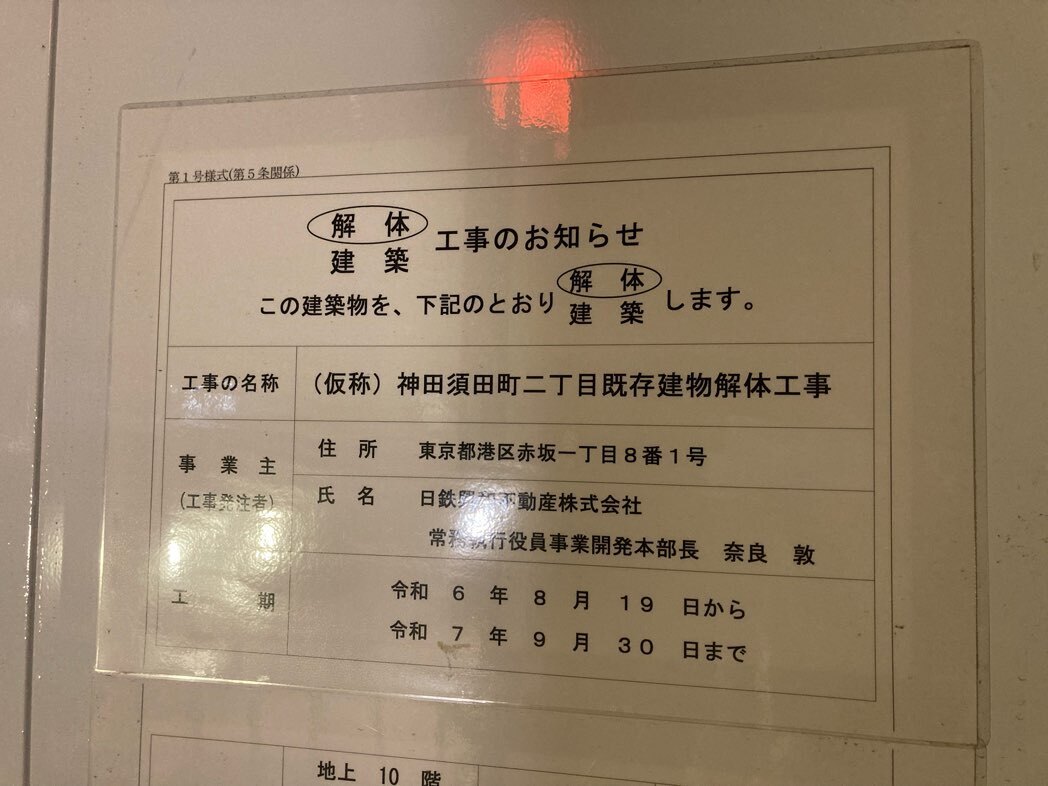 第１号様式(第５条関係)
解体
建築
工事のお知らせ
この建築物を、下記のとおり
解体
建築
します。
工事の名称
（仮称）神田須田町二丁目既存建物解体工事
事業主
(工事発注者)
住所 東京都港区赤坂一丁目８番１号
氏名 日鉄興和不動産株式会社
常務執行役員事業開発本部長 奈良 敦
工期
令和 ６ 年 ８ 月 １９ 日から
令和 ７ 年 ９ 月 ３０ 日まで
地上 10 階